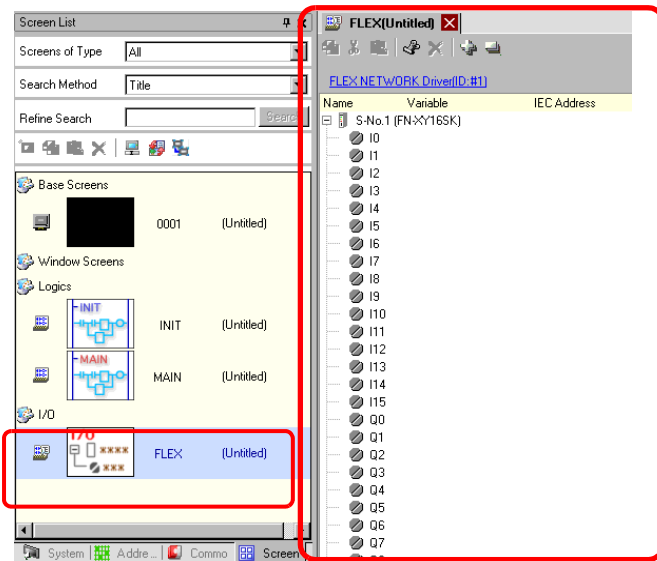 Screen List
Screens of Type All
Search Method Title
Refine Search Search
Base Screens
0001 (Untitled)
Window Screens
Logics
INIT
INIT (Untitled)
MAIN
MAIN (Untitled)
I/O
I/O
****
***
FLEX (Untitled)
System Addre... Commo Screen
FLEX(Untitled)
FLEX NETWORK Driver(ID:#1)
Name Variable IEC Address
S-No.1 (FN-XY16SK)
I0
I1
I2
I3
I4
I5
I6
I7
I8
I9
I10
I11
I12
I13
I14
I15
Q0
Q1
Q2
Q3
Q4
Q5
Q6
Q7